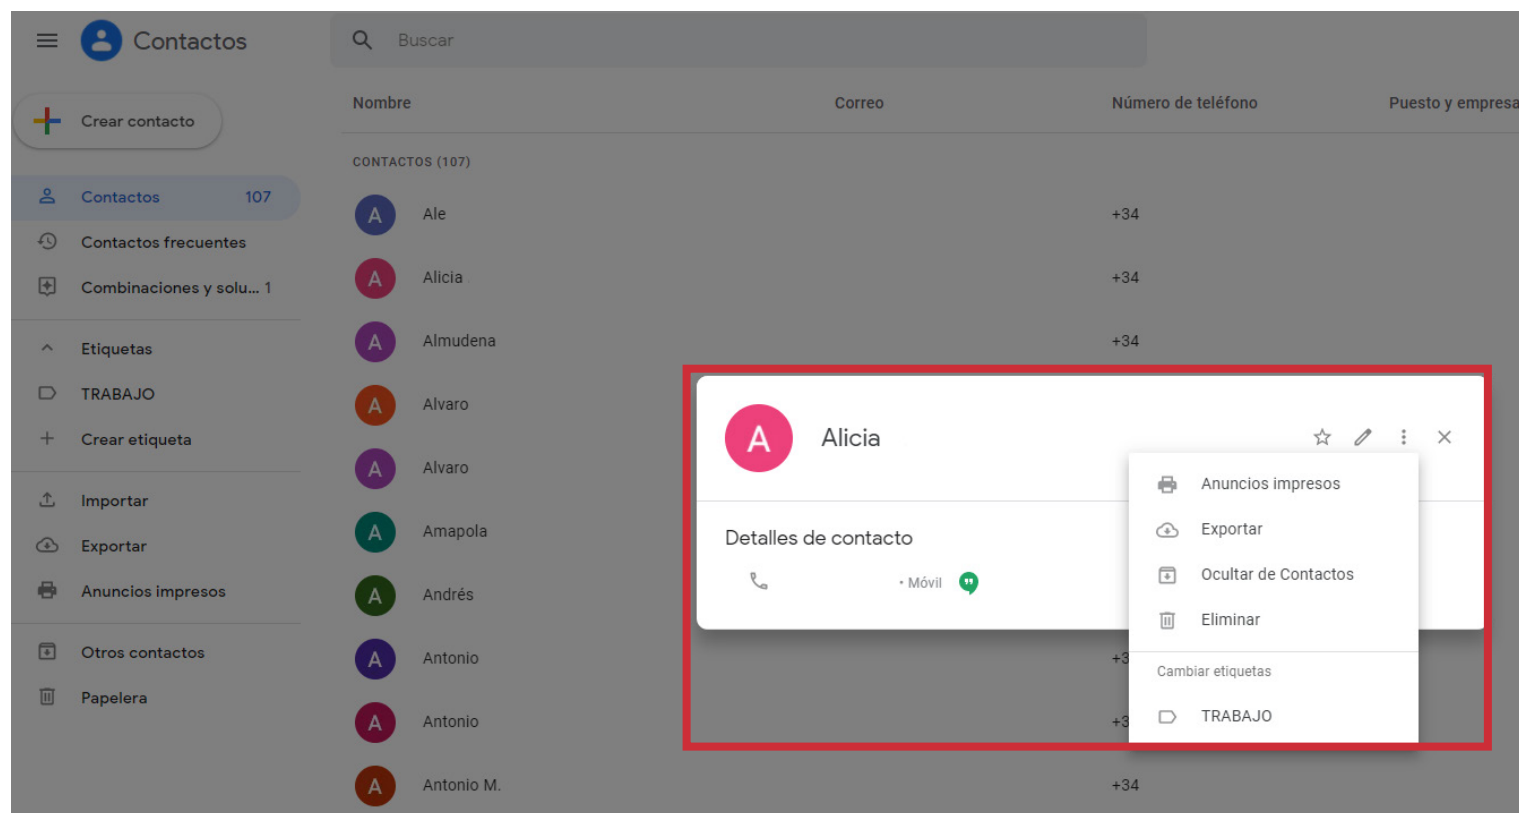 Contactos
Buscar
Crear contacto
Contactos 107
Contactos frecuentes
Combinaciones y solu... 1
Etiquetas
TRABAJO
Crear etiqueta
Importar
Exportar
Anuncios impresos
Otros contactos
Papelera
Nombre Correo Número de teléfono Puesto y empresa
CONTACTOS (107)
A Ale +34
A Alicia +34
A Almudena +34
A Alvaro
A Alvaro
A Amapola
A Andrés
A Antonio +3
A Antonio +3
A Antonio M. +34
A Alicia
Detalles de contacto
• Móvil
Anuncios impresos
Exportar
Ocultar de Contactos
Eliminar
Cambiar etiquetas
TRABAJO